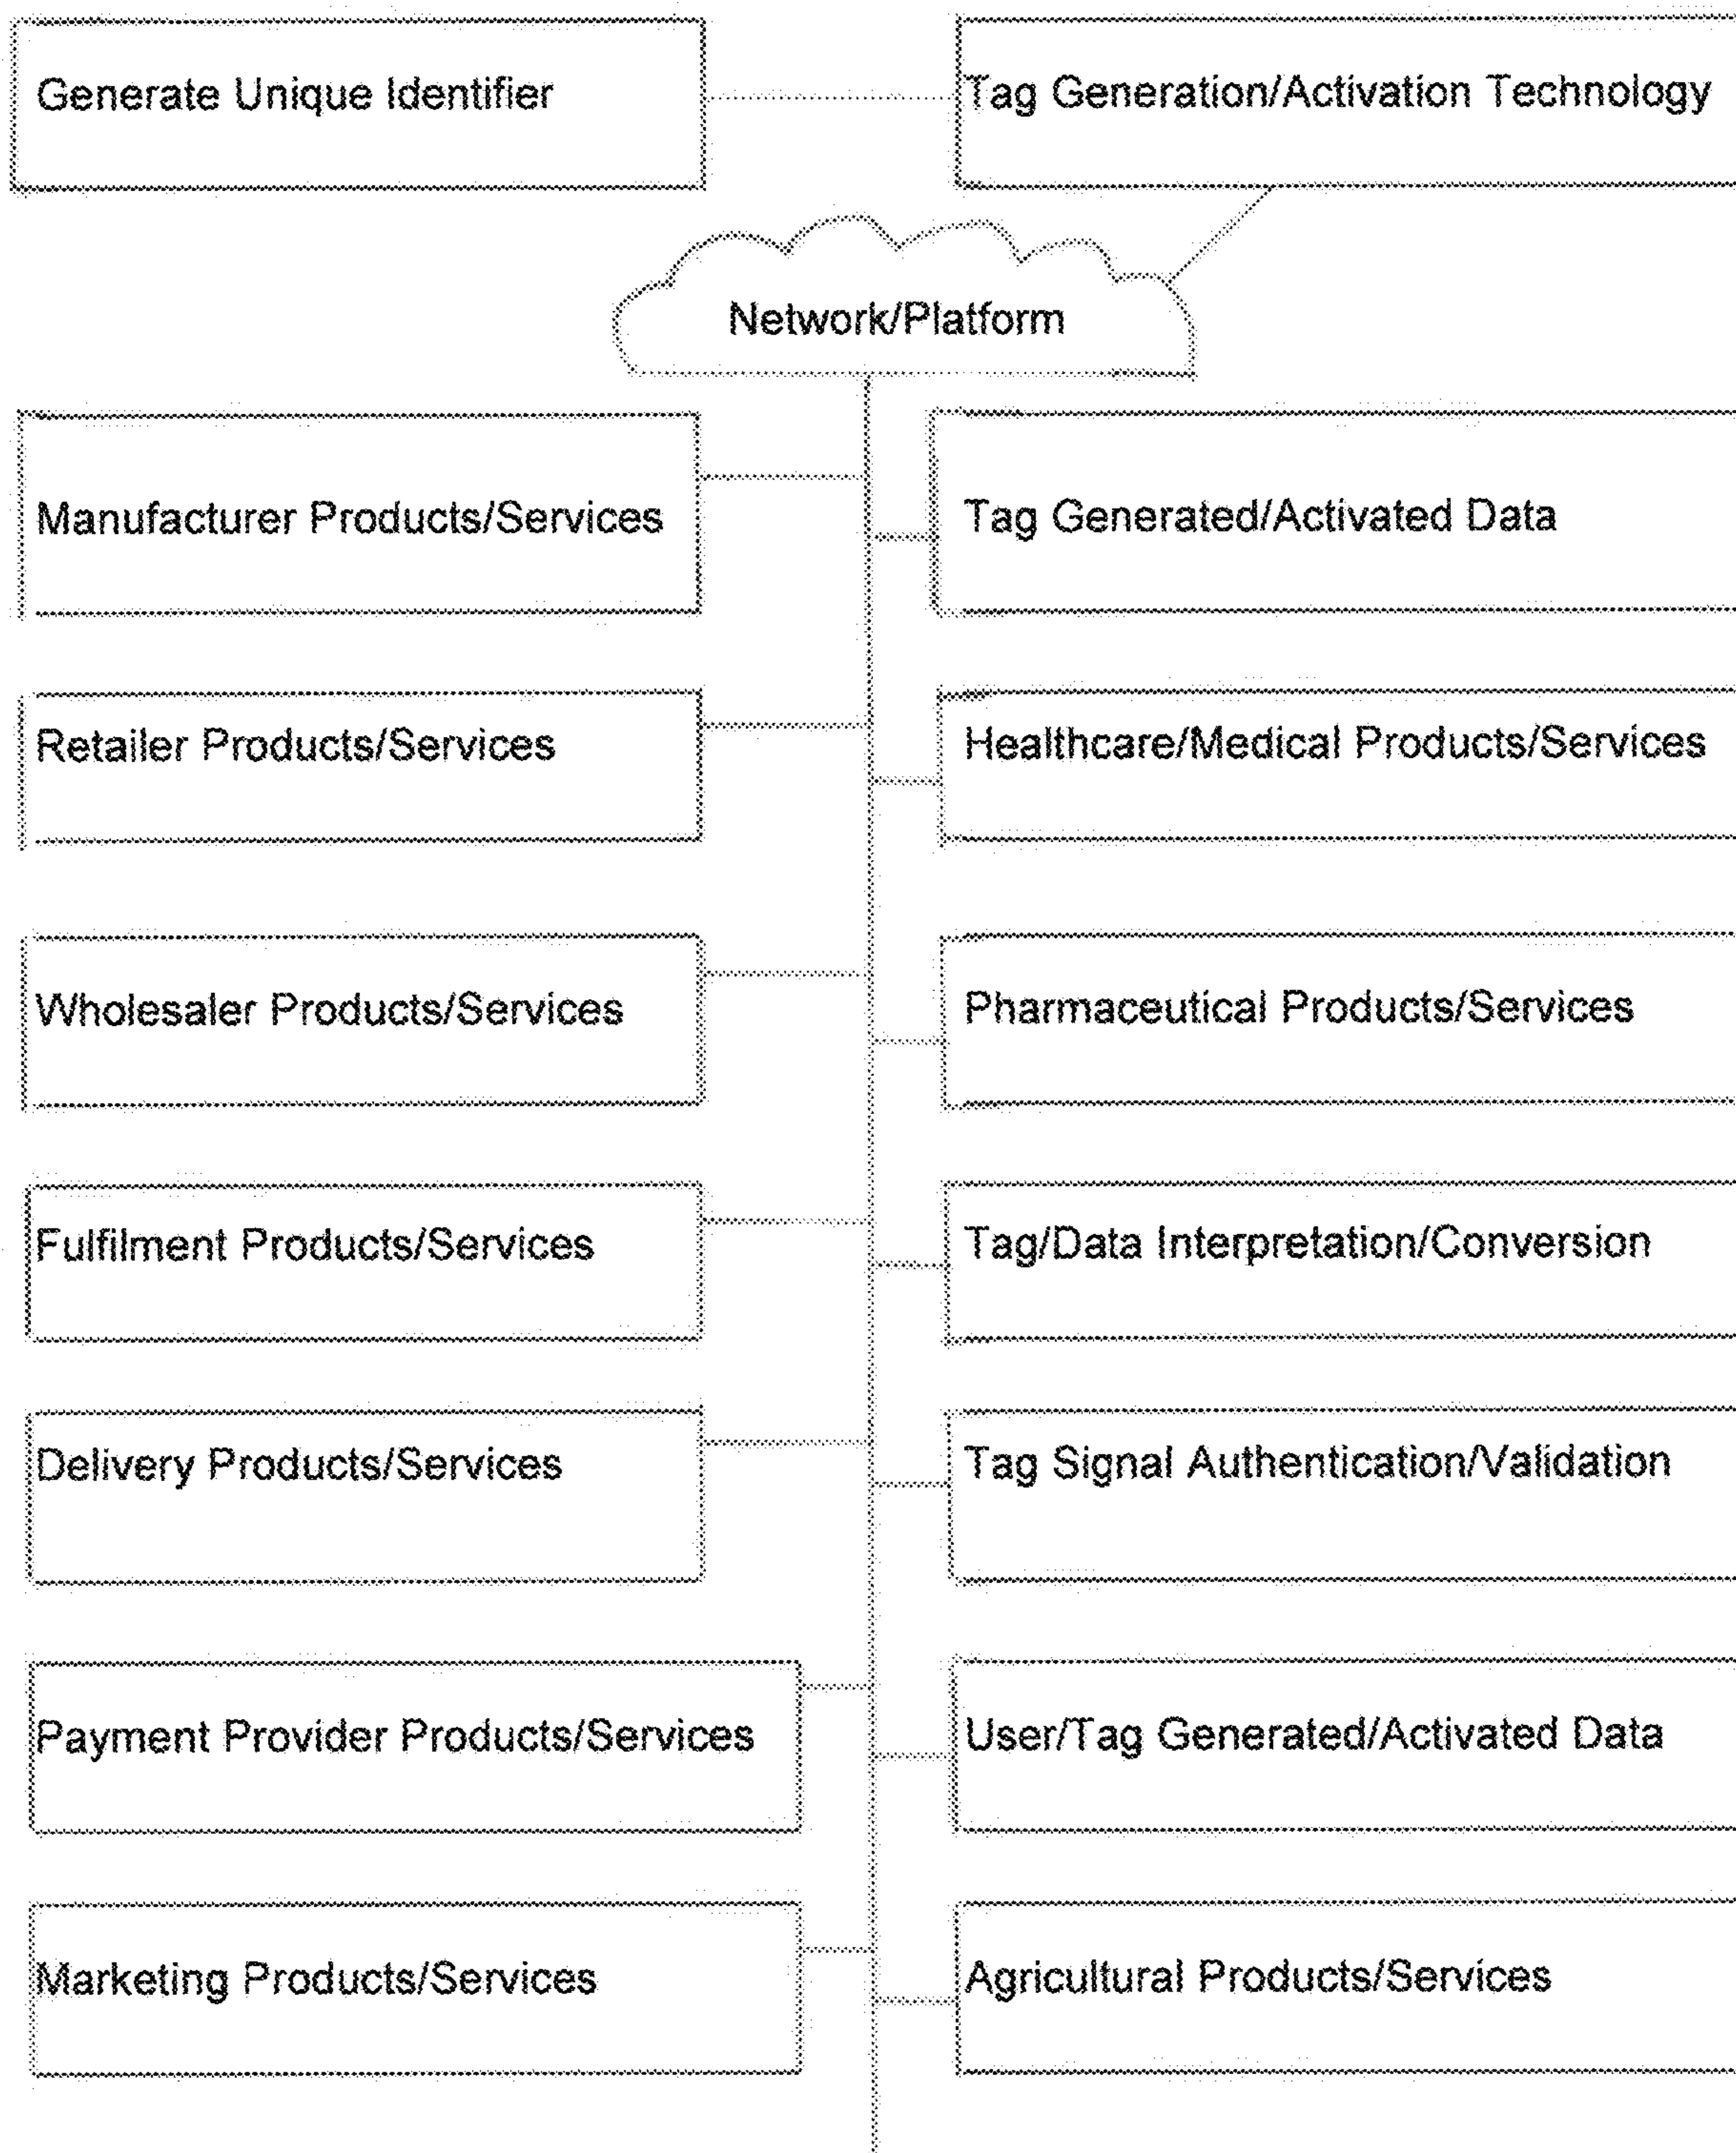 Generate Unique Identifier
Tag Generation/Activation Technology
Network/Platform
Manufacturer Products/Services
Tag Generated/Activated Data
Retailer Products/Services
Healthcare/Medical Products/Services
Wholesaler Products/Services
Pharmaceutical Products/Services
Fulfilment Products/Services
Tag/Data Interpretation/Conversion
Delivery Products/Services
Tag Signal Authentication/Validation
Payment Provider Products/Services
User/Tag Generated/Activated Data
Marketing Products/Services
Agricultural Products/Services